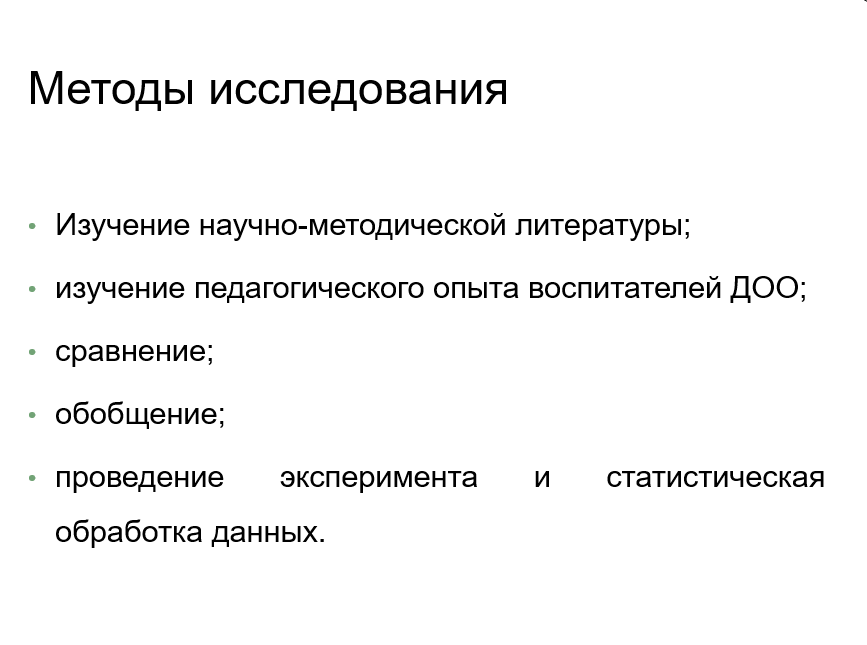 Методы исследования
• Изучение научно-методической литературы;
• изучение педагогического опыта воспитателей ДОО;
• сравнение;
• обобщение;
• проведение эксперимента и статистическая
обработка данных.